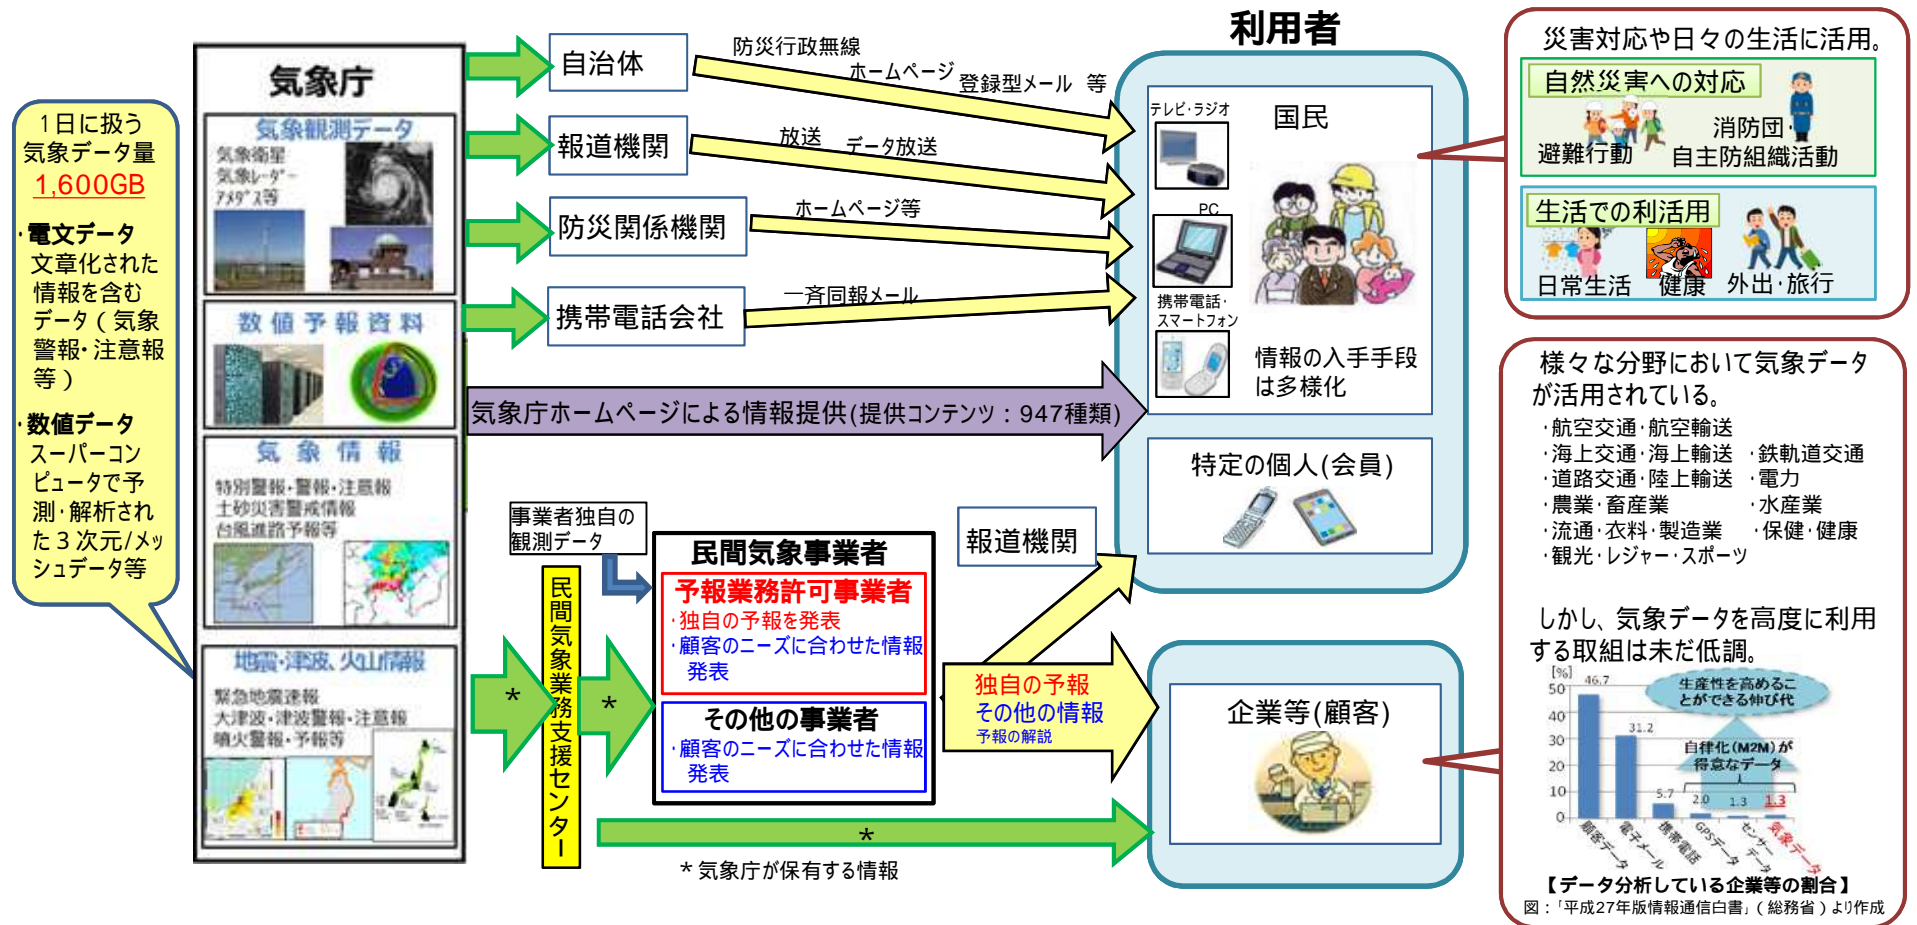 利用者
気象庁
1日に扱う
気象データ量
1,600GB
・電文データ
文章化された
情報を含む
データ（気象
警報・注意報
等）
・数値データ
スーパーコン
ピュータで予
測・解析され
た３次元/メッ
シュデータ等
気象観測データ
気象衛星
気象レーダー
アメダス等
数値予報資料
気象情報
特別警報・警報・注意報
土砂災害警戒情報
台風進路予報等
地震・津波、火山情報
緊急地震速報
大津波・津波警報・注意報
噴火警報・予報等
自治体
報道機関
防災関係機関
携帯電話会社
防災行政無線
ホームページ
登録型メール 等
放送
データ放送
ホームページ等
一斉同報メール
気象庁ホームページによる情報提供(提供コンテンツ：947種類)
テレビ・ラジオ
国民
PC
携帯電話・
スマートフォン
情報の入手手段
は多様化
特定の個人(会員)
事業者独自の
観測データ
民間気象業務支援センター
民間気象事業者
予報業務許可事業者
・独自の予報を発表
・顧客のニーズに合わせた情報
発表
その他の事業者
・顧客のニーズに合わせた情報
発表
報道機関
独自の予報
その他の情報
予報の解説
＊
＊
＊
＊気象庁が保有する情報
企業等(顧客)
災害対応や日々の生活に活用。
自然災害への対応
避難行動
消防団・
自主防組織活動
生活での利活用
日常生活
健康
外出・旅行
様々な分野において気象データ
が活用されている。
・航空交通・航空輸送
・海上交通・海上輸送 ・鉄軌道交通
・道路交通・陸上輸送 ・電力
・農業・畜産業 ・水産業
・流通・衣料・製造業 ・保健・健康
・観光・レジャー・スポーツ
しかし、気象データを高度に利用
する取組は未だ低調。
[%]
50
40
30
20
10
0
46.7
31.2
5.7
2.0
1.3
1.3
生産性を高めるこ
とができる伸び代
自律化(M2M)が
得意なデータ
顧客データ
電子メール
携帯電話
GPSデータ
センサー
データ
気象データ
【データ分析している企業等の割合】
図：「平成27年版情報通信白書」（総務省）より作成